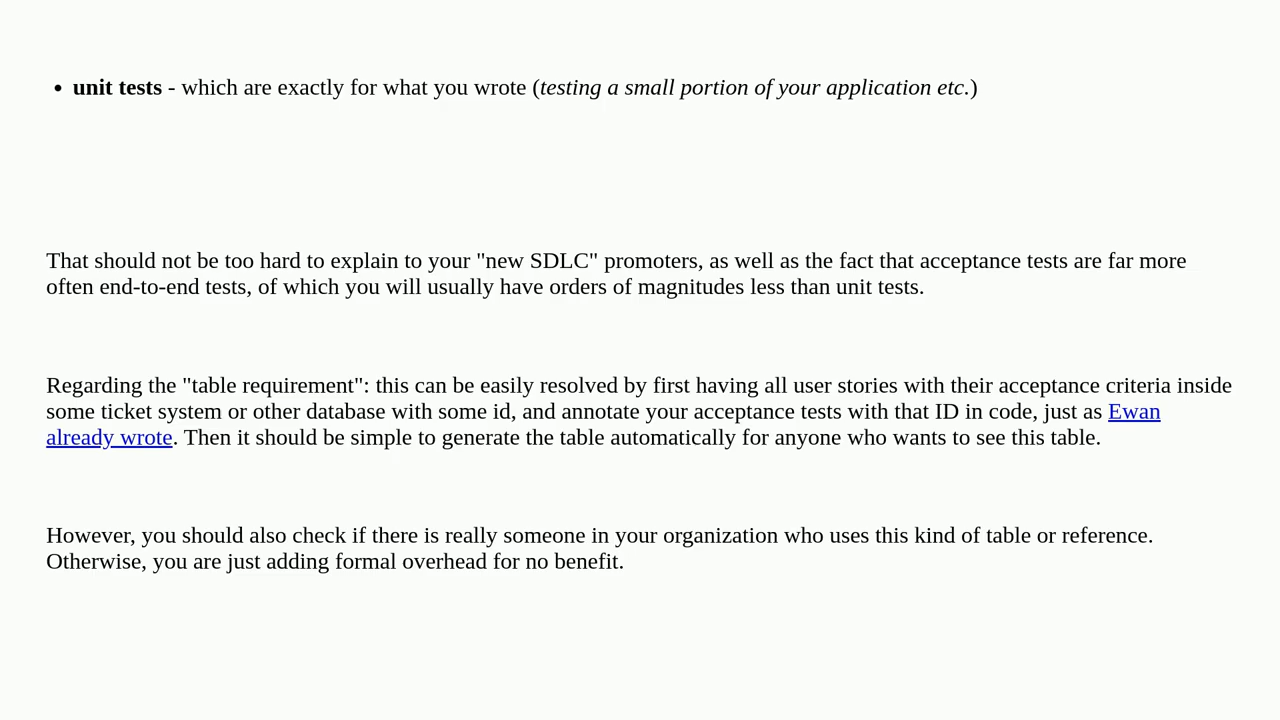 • unit tests - which are exactly for what you wrote (testing a small portion of your application etc.)
That should not be too hard to explain to your "new SDLC" promoters, as well as the fact that acceptance tests are far more
often end-to-end tests, of which you will usually have orders of magnitudes less than unit tests.
Regarding the "table requirement": this can be easily resolved by first having all user stories with their acceptance criteria inside
some ticket system or other database with some id, and annotate your acceptance tests with that ID in code, just as Ewan
already wrote. Then it should be simple to generate the table automatically for anyone who wants to see this table.
However, you should also check if there is really someone in your organization who uses this kind of table or reference.
Otherwise, you are just adding formal overhead for no benefit.